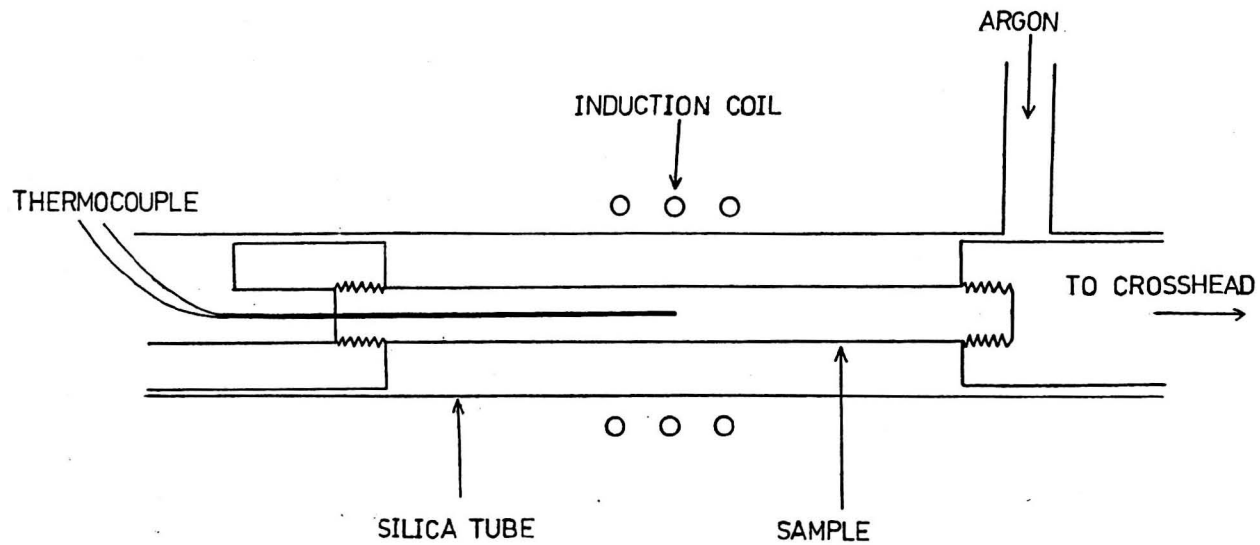 ARGON
INDUCTION COIL
THERMOCOUPLE
TO CROSSHEAD
SILICA TUBE
SAMPLE